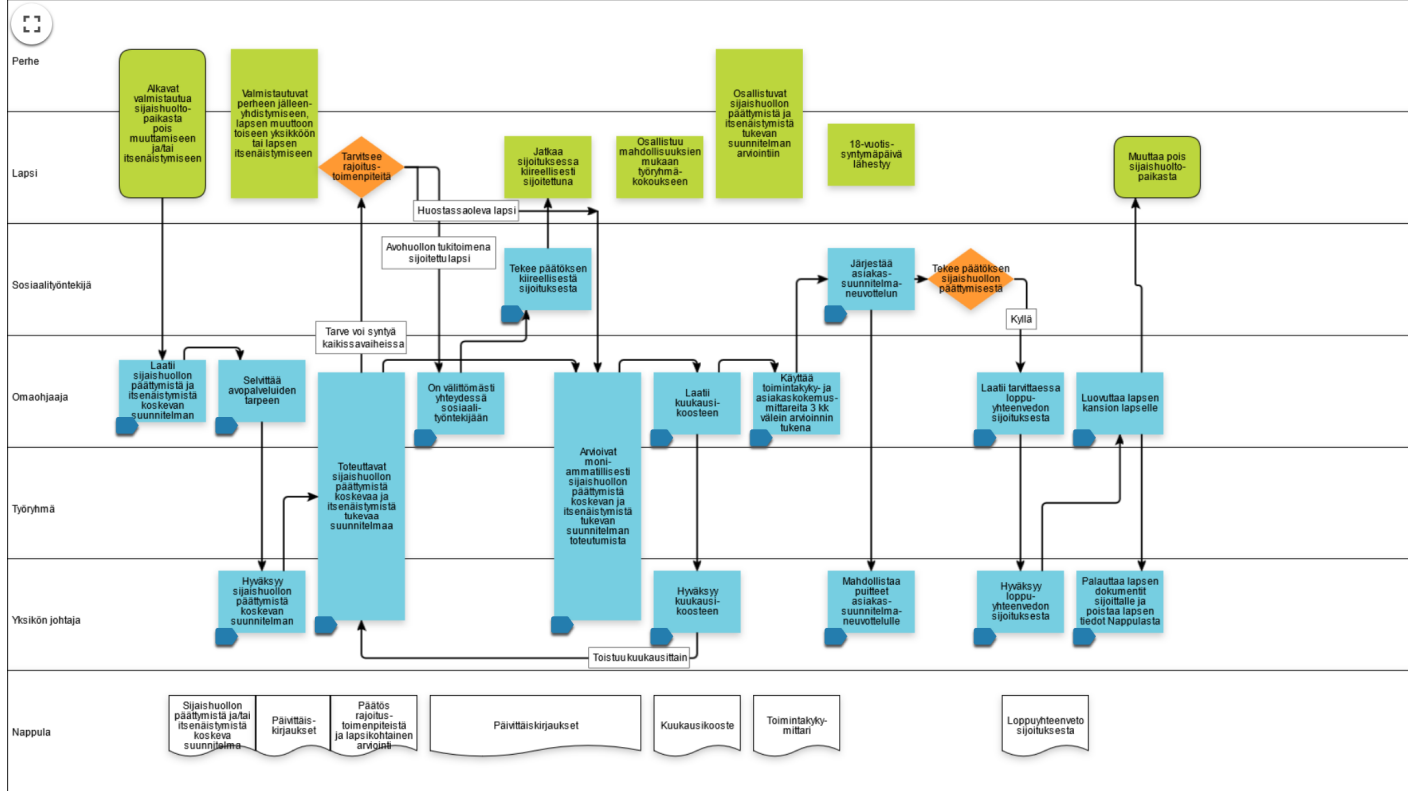 Perhe
Alkavat
valmistautua
sijaishuolto-
paikasta
pois
muuttamiseen
ja/tai
itsenäistymiseen
Valmistautuvat
perheen jälleen-
yhdistymiseen,
lapsen muuttoon
toiseen yksikköön
tai lapsen
itsenäistymiseen
Osallistuvat
sijaishuollon
päättymistä ja
itsenäistymistä
tukevan
suunnitelman
arviointiin
Lapsi
Tarvitsee
rajoitus-
toimenpiteitä
Jatkaa
sijoituksessa
kiireellisesti
sijoitettuna
Osallistuu
mahdollisuuksien
mukaan
työryhmä-
kokoukseen
18-vuotis-
syntymäpäivä
lähestyy
Muuttaa pois
sijaishuolto-
paikasta
Huostassaoleva lapsi
Avohuollon tukitoimena
sijoitettu lapsi
Sosiaalityöntekijä
Tekee päätöksen
kiireellisestä
sijoituksesta
Järjestää
asiakas-
suunnitelma-
neuvottelun
Tekee päätöksen
sijaishuollon
päättymisestä
Kyllä
Tarve voi syntyä
kaikissavaiheissa
Omaohjaaja
Laatii
sijaishuollon
päättymistä ja
itsenäistymistä
koskevan
suunnitelman
Selvittää
avopalveluiden
tarpeen
On välittömästi
yhteydessä
sosiaali-
työntekijään
Laatii
kuukausi-
koosteen
Käyttää
toimintakyky- ja
asiakaskokemus-
mittareita 3 kk
välein arvioinnin
tukena
Laatii tarvittaessa
loppu-
yhteenvedon
sijoituksesta
Luovuttaa lapsen
kansion lapselle
Työryhmä
Toteuttavat
sijaishuollon
päättymistä
koskevaa ja
itsenäistymistä
tukevaa
suunnitelmaa
Arvioivat
moni-
ammatillisesti
sijaishuollon
päättymistä
koskevan ja
itsenäistymistä
tukevan
suunnitelman
toteutumista
Yksikön johtaja
Hyväksyy
sijaishuollon
päättymistä
koskevan
suunnitelman
Hyväksyy
kuukausi-
koosteen
Mahdollistaa
puitteet
asiakas-
suunnitelma-
neuvottelulle
Hyväksyy
loppu-
yhteenvedon
sijoituksesta
Palauttaa lapsen
dokumentit
sijoittalle ja
poistaa lapsen
tiedot Nappulasta
Toistuu kuukausittain
Nappula
Sijaishuollon
päättymistä ja/tai
itsenäistymistä
koskeva
suunnitelma
Päivittäis-
kirjaukset
Päätös
rajoitus-
toimenpiteistä
ja lapsikohtainen
arviointi
Päivittäiskirjaukset
Kuukausikooste
Toimintakyky-
mittari
Loppuyhteenveto
sijoituksesta